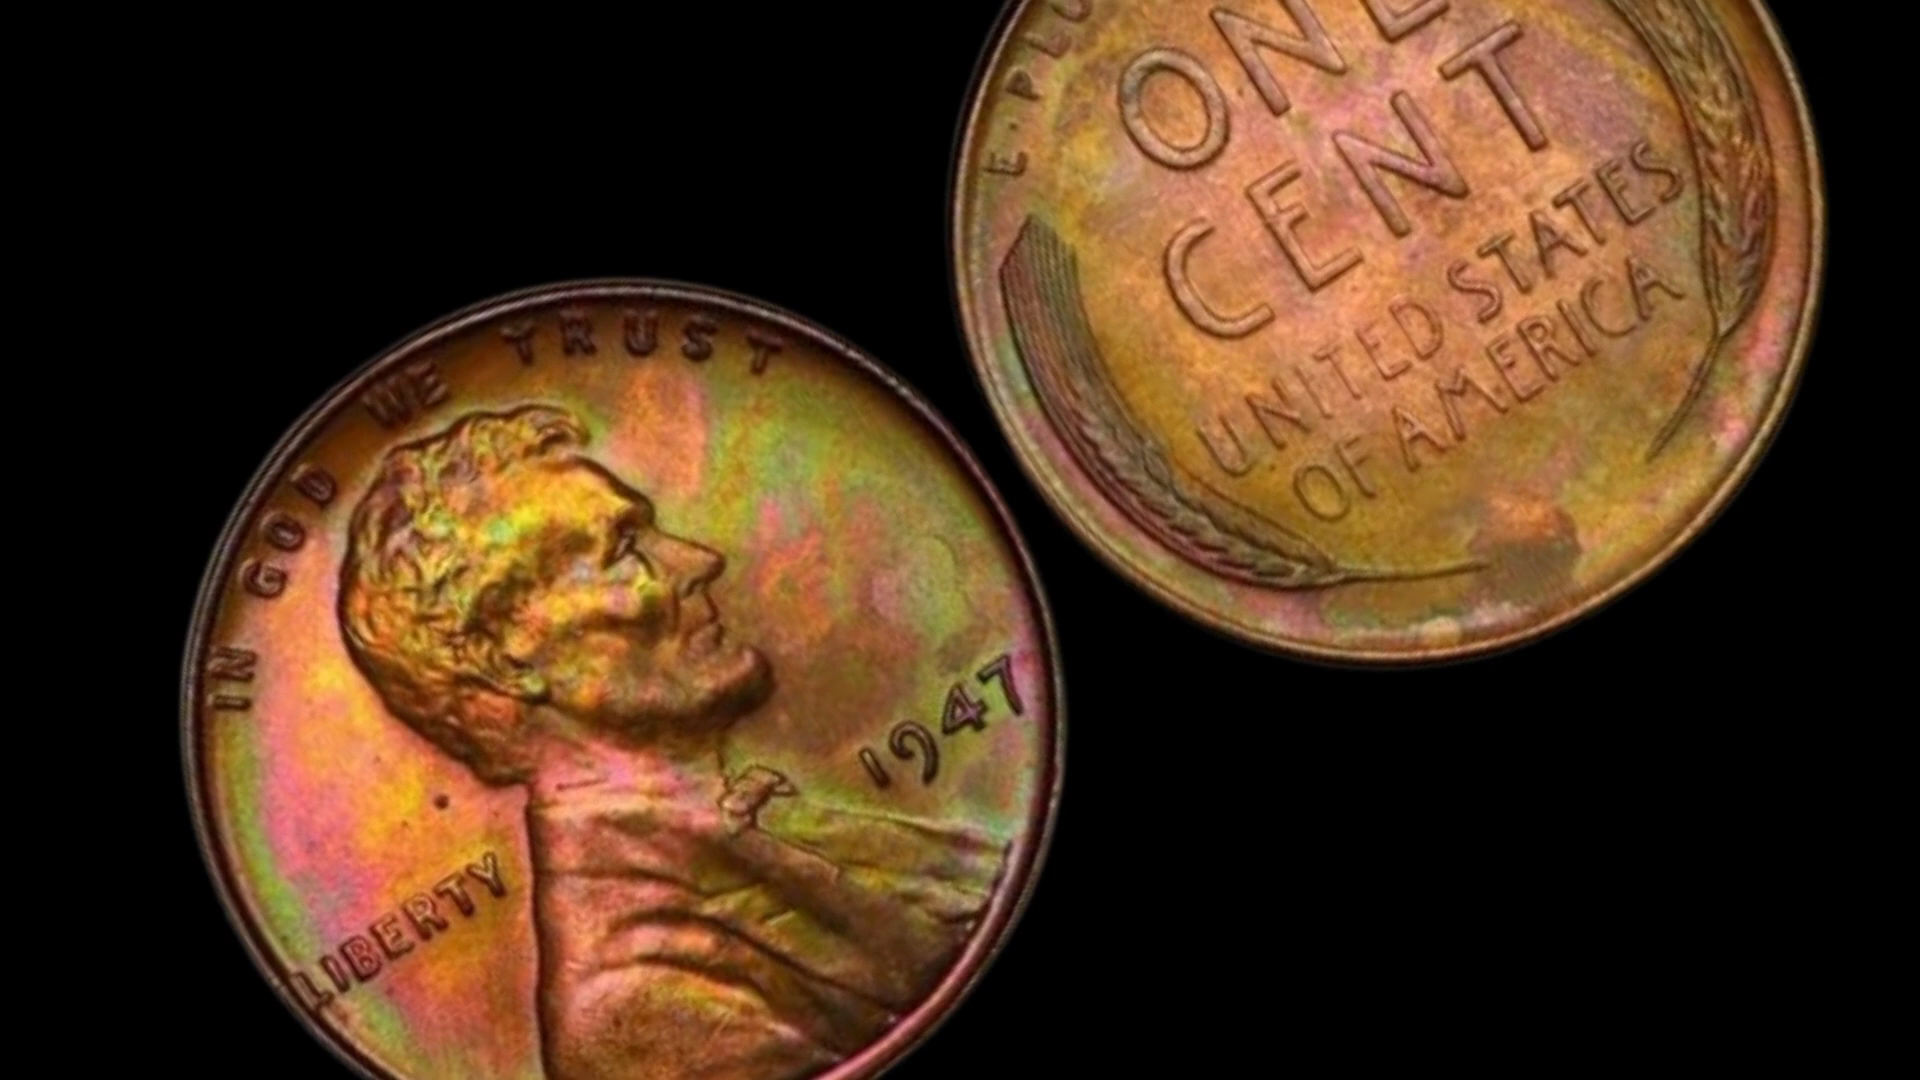 IN GOD WE TRUST
LIBERTY
1947
ONE
CENT
UNITED STATES
OF AMERICA